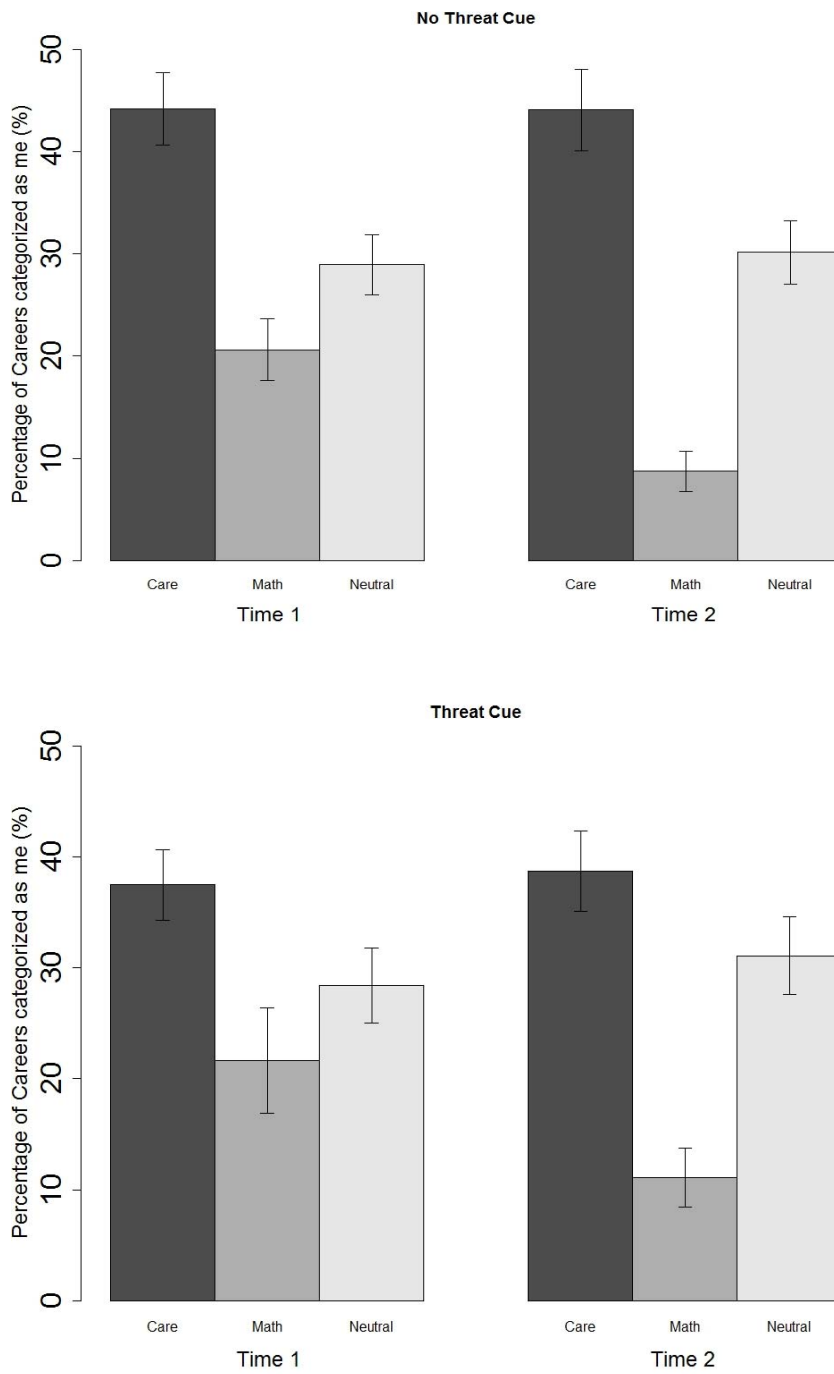 No Threat Cue
Percentage of Careers categorized as me (%)
50
40
30
20
10
0
Care Math Neutral Care Math Neutral
Time 1 Time 2
Threat Cue
Percentage of Careers categorized as me (%)
50
40
30
20
10
0
Care Math Neutral Care Math Neutral
Time 1 Time 2